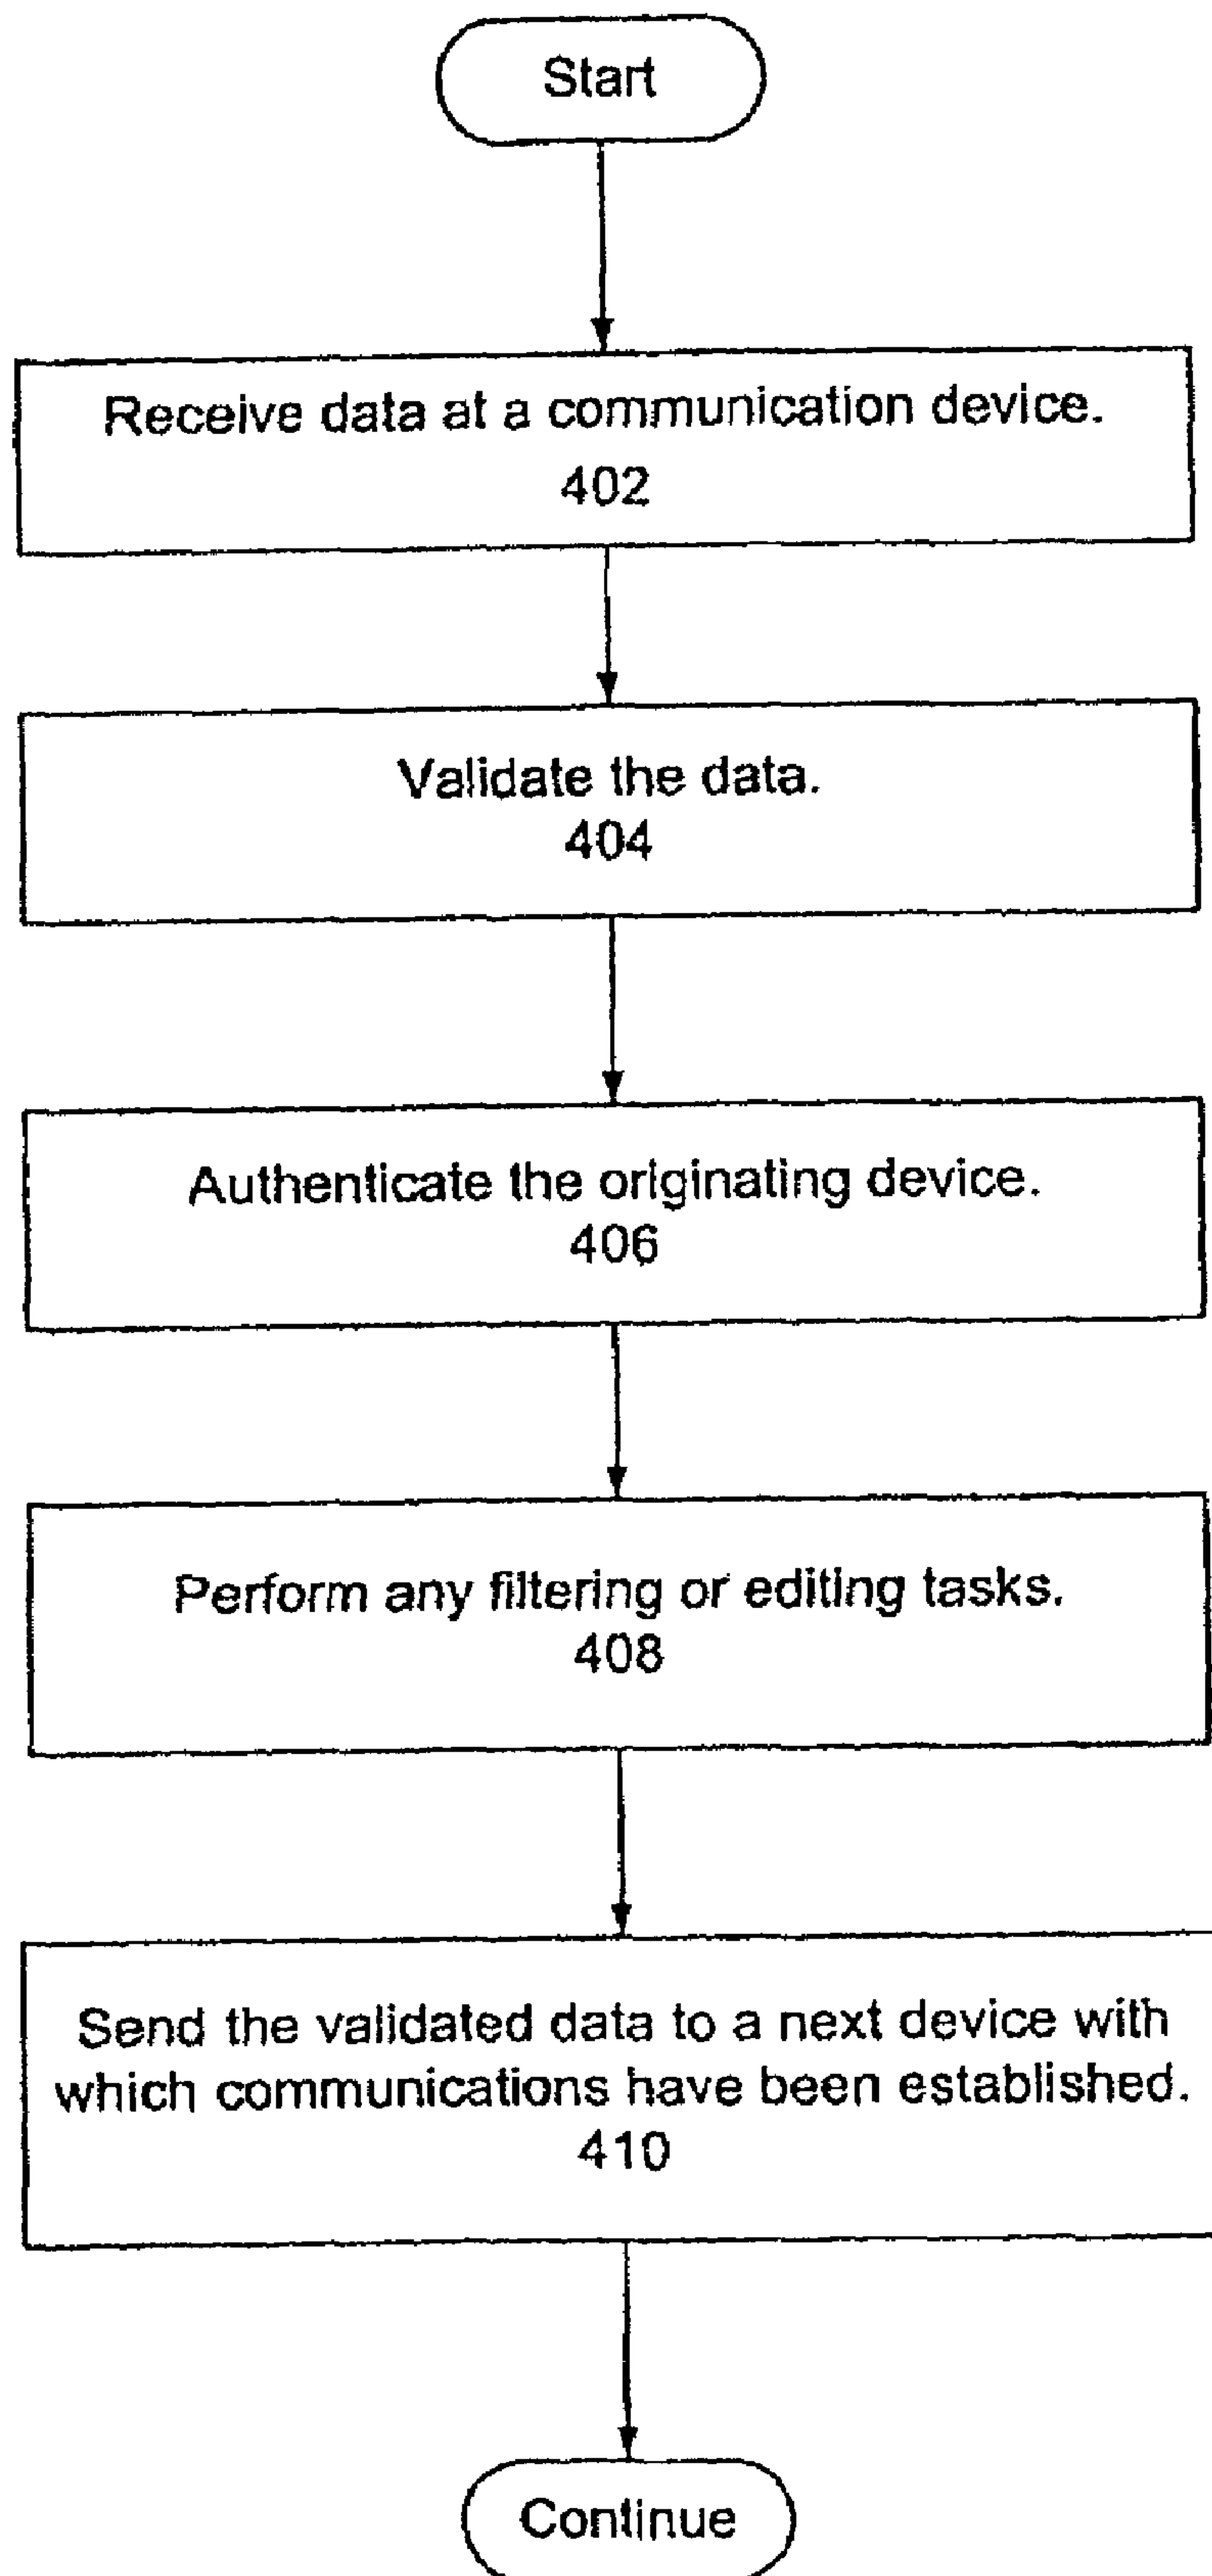 Start
Receive data at a communication device.
402
Validate the data.
404
Authenticate the originating device.
406
Perform any filtering or editing tasks.
408
Send the validated data to a next device with
which communications have been established.
410
Continue